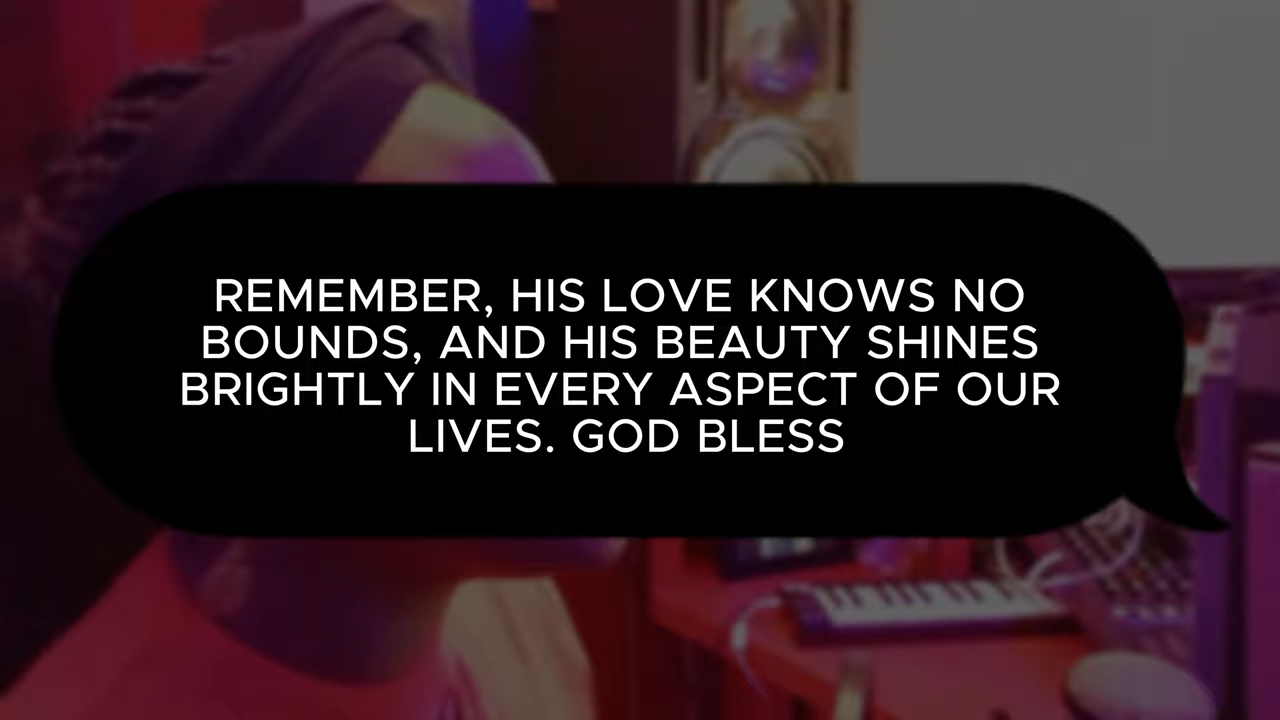 REMEMBER, HIS LOVE KNOWS NO
BOUNDS, AND HIS BEAUTY SHINES
BRIGHTLY IN EVERY ASPECT OF OUR
LIVES. GOD BLESS